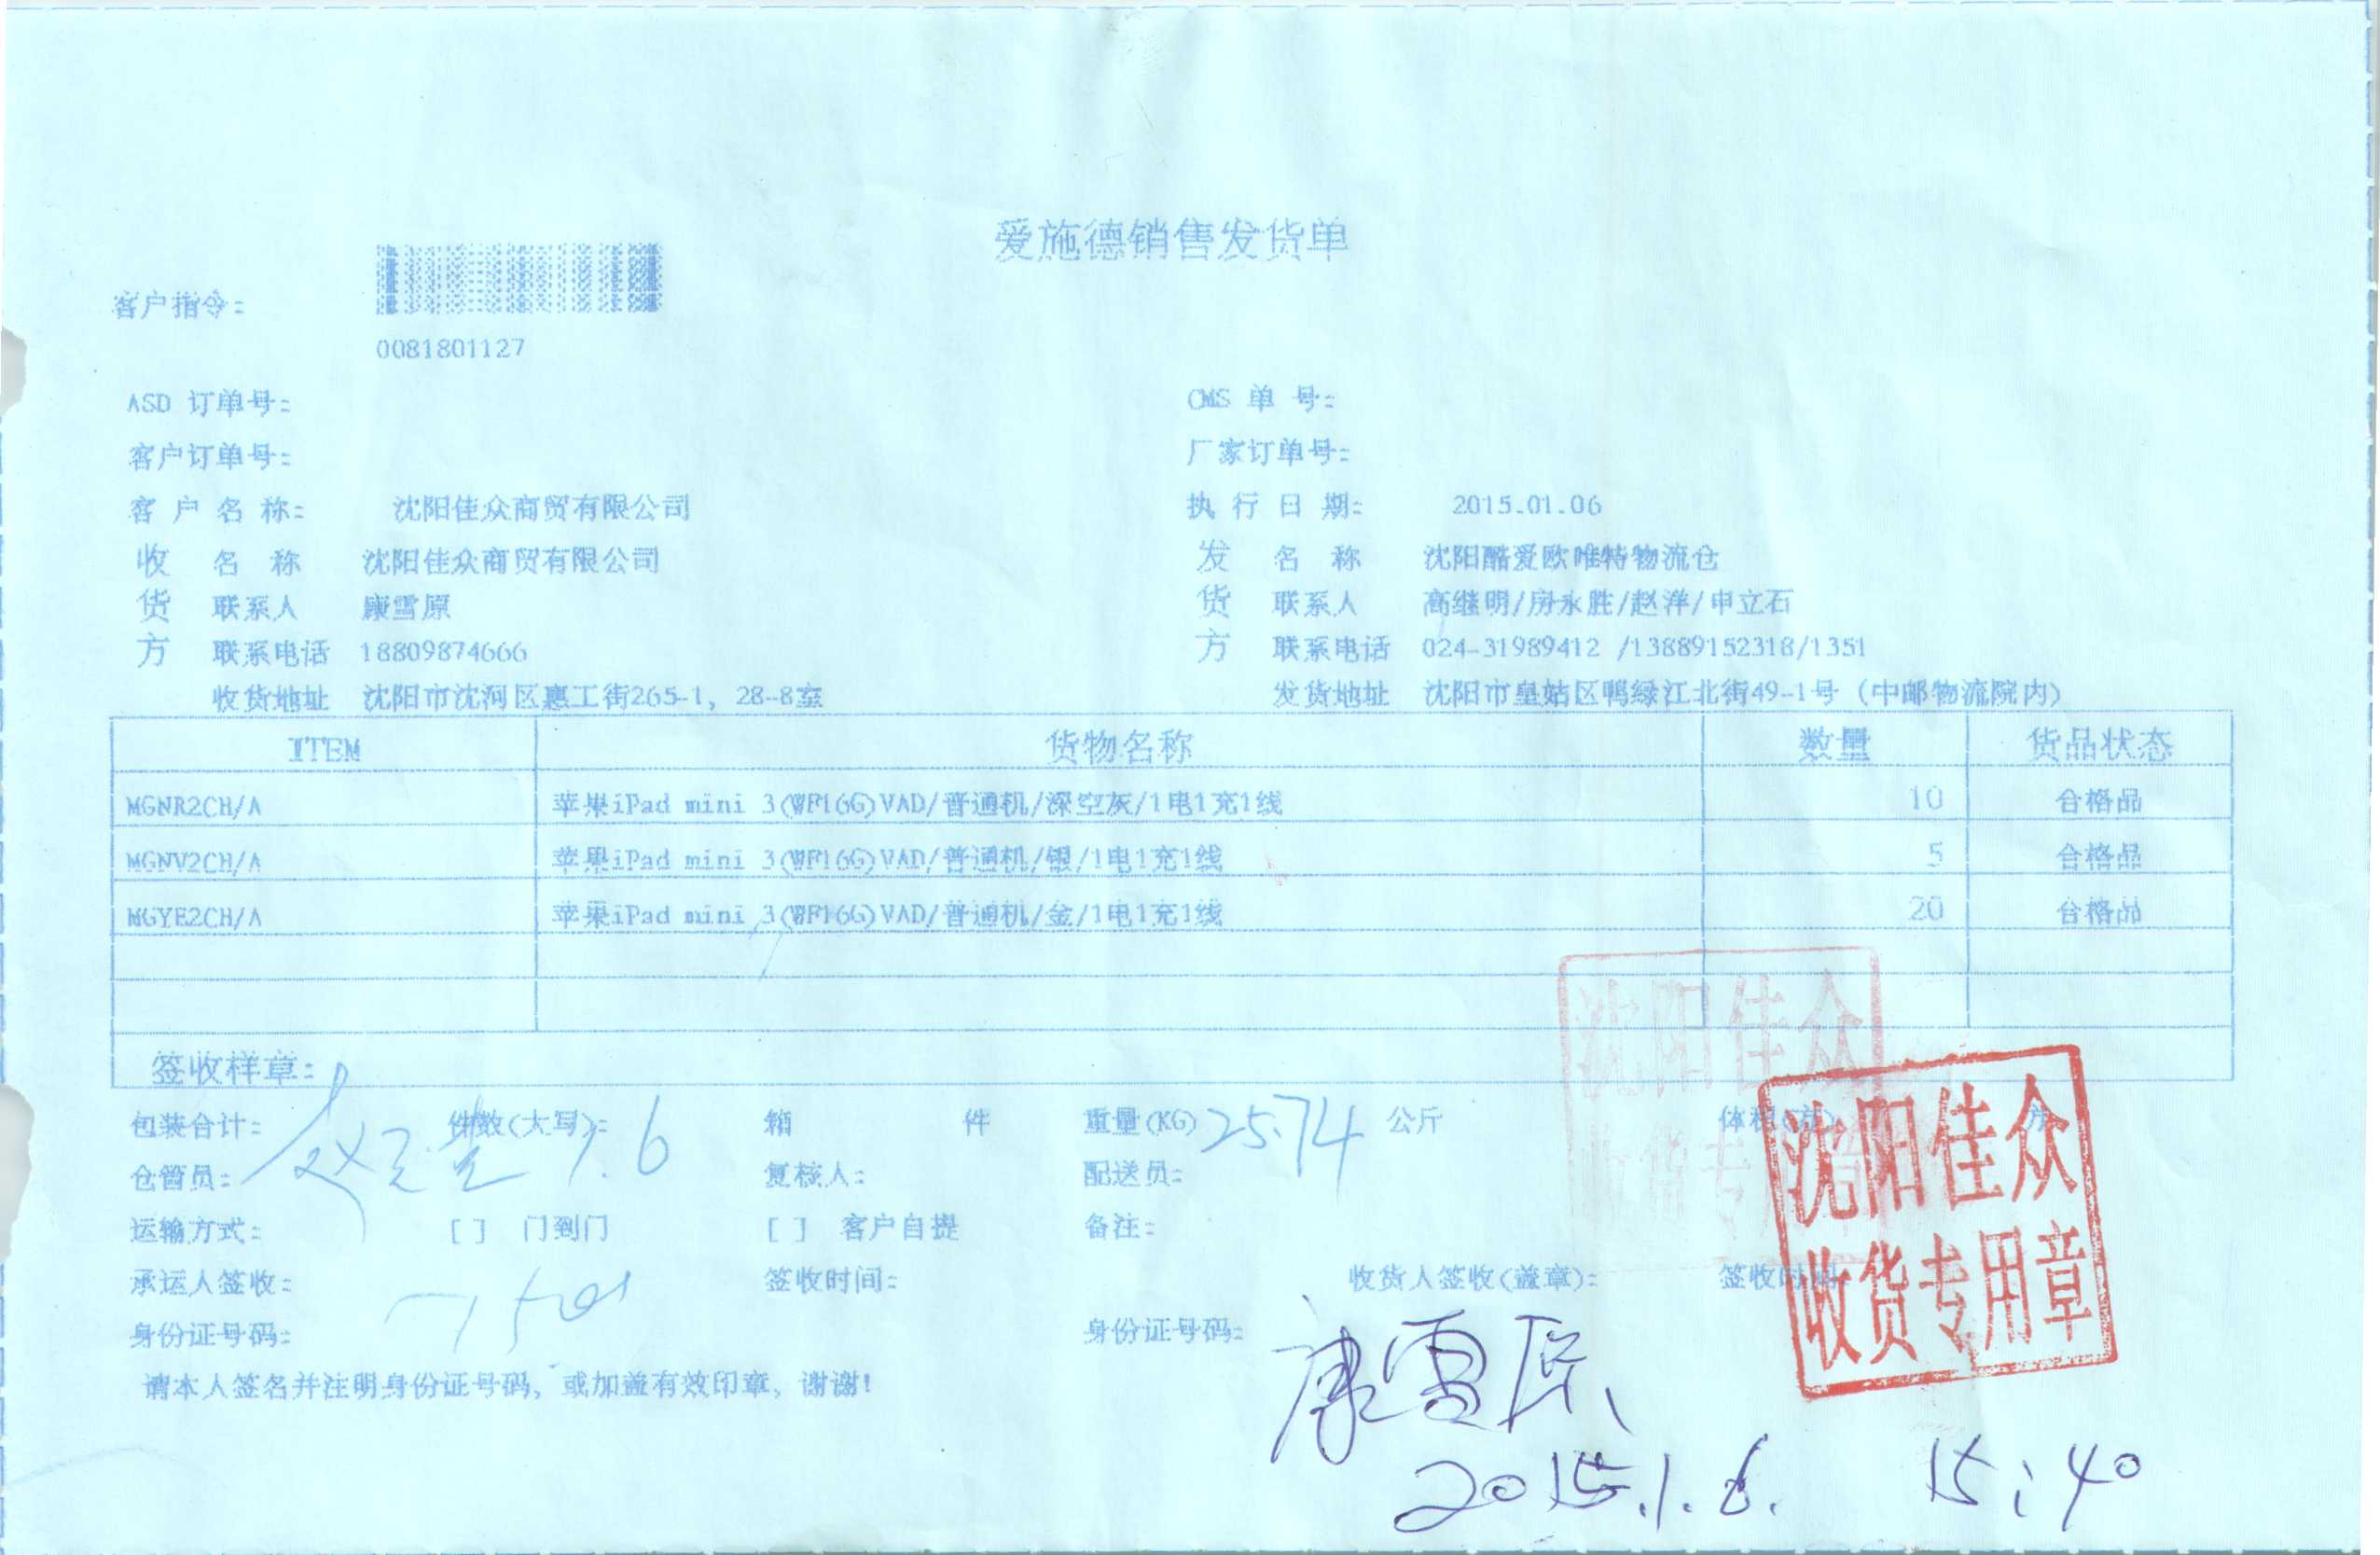 爱施德销售发货单
客户指令:
0081801127
ASD 订单号: CMS 单 号:
客户订单号: 厂家订单号:
客 户 名 称: 沈阳佳众商贸有限公司 执 行 日 期: 2015.01.06
收 名 称 沈阳佳众商贸有限公司 发 名 称 沈阳酷爱欧唯特物流仓
货 联系人 康雪原 货 联系人 高继明/房永胜/赵洋/申立石
方 联系电话 18809874666 方 联系电话 024-31989412 /13889152318/1351
收货地址 沈阳市沈河区惠工街265-1, 28-8室 发货地址 沈阳市皇姑区鸭绿江北街49-1号 (中邮物流院内)
ITEM 货物名称 数量 货品状态
MGNR2CH/A 苹果iPad mini 3(WF16G)VAD/普通机/深空灰/1电1充1线 10 合格品
MGNV2CH/A 苹果iPad mini 3(WF16G)VAD/普通机/银/1电1充1线 5 合格品
MGYE2CH/A 苹果iPad mini 3(WF16G)VAD/普通机/金/1电1充1线 20 合格品
签收样章:
包装合计: 件数(大写): 箱 件 重量(KG) 25.74 公斤 体积(方) 方
仓管员: 1.6 复核人: 配送员:
运输方式: [ ] 门到门 [ ] 客户自提 备注:
承运人签收: 签收时间: 收货人签收(盖章): 签收时间
身份证号码: 身份证号码:
康雪原
请本人签名并注明身份证号码, 或加盖有效印章, 谢谢!
2015.1.6. 15:40
沈阳佳众
收货专用章
沈阳佳众
收货专用章